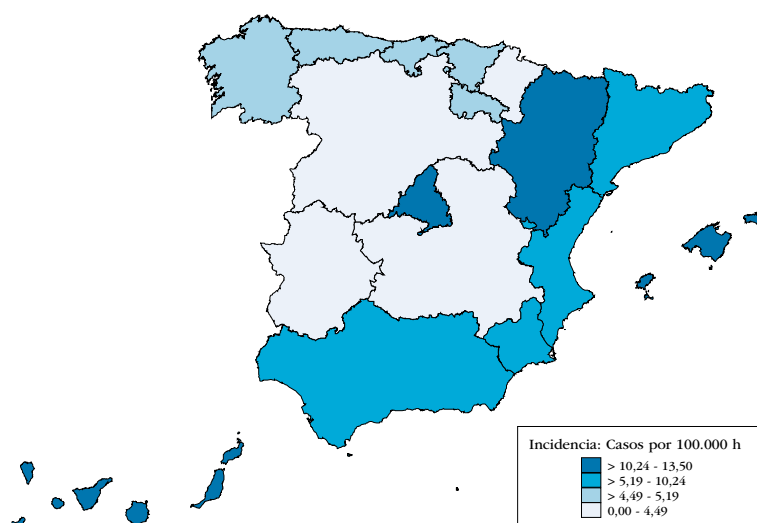 Incidencia: Casos por 100.000 h
> 10,24 - 13,50
> 5,19 - 10,24
> 4,49 - 5,19
0,00 - 4,49